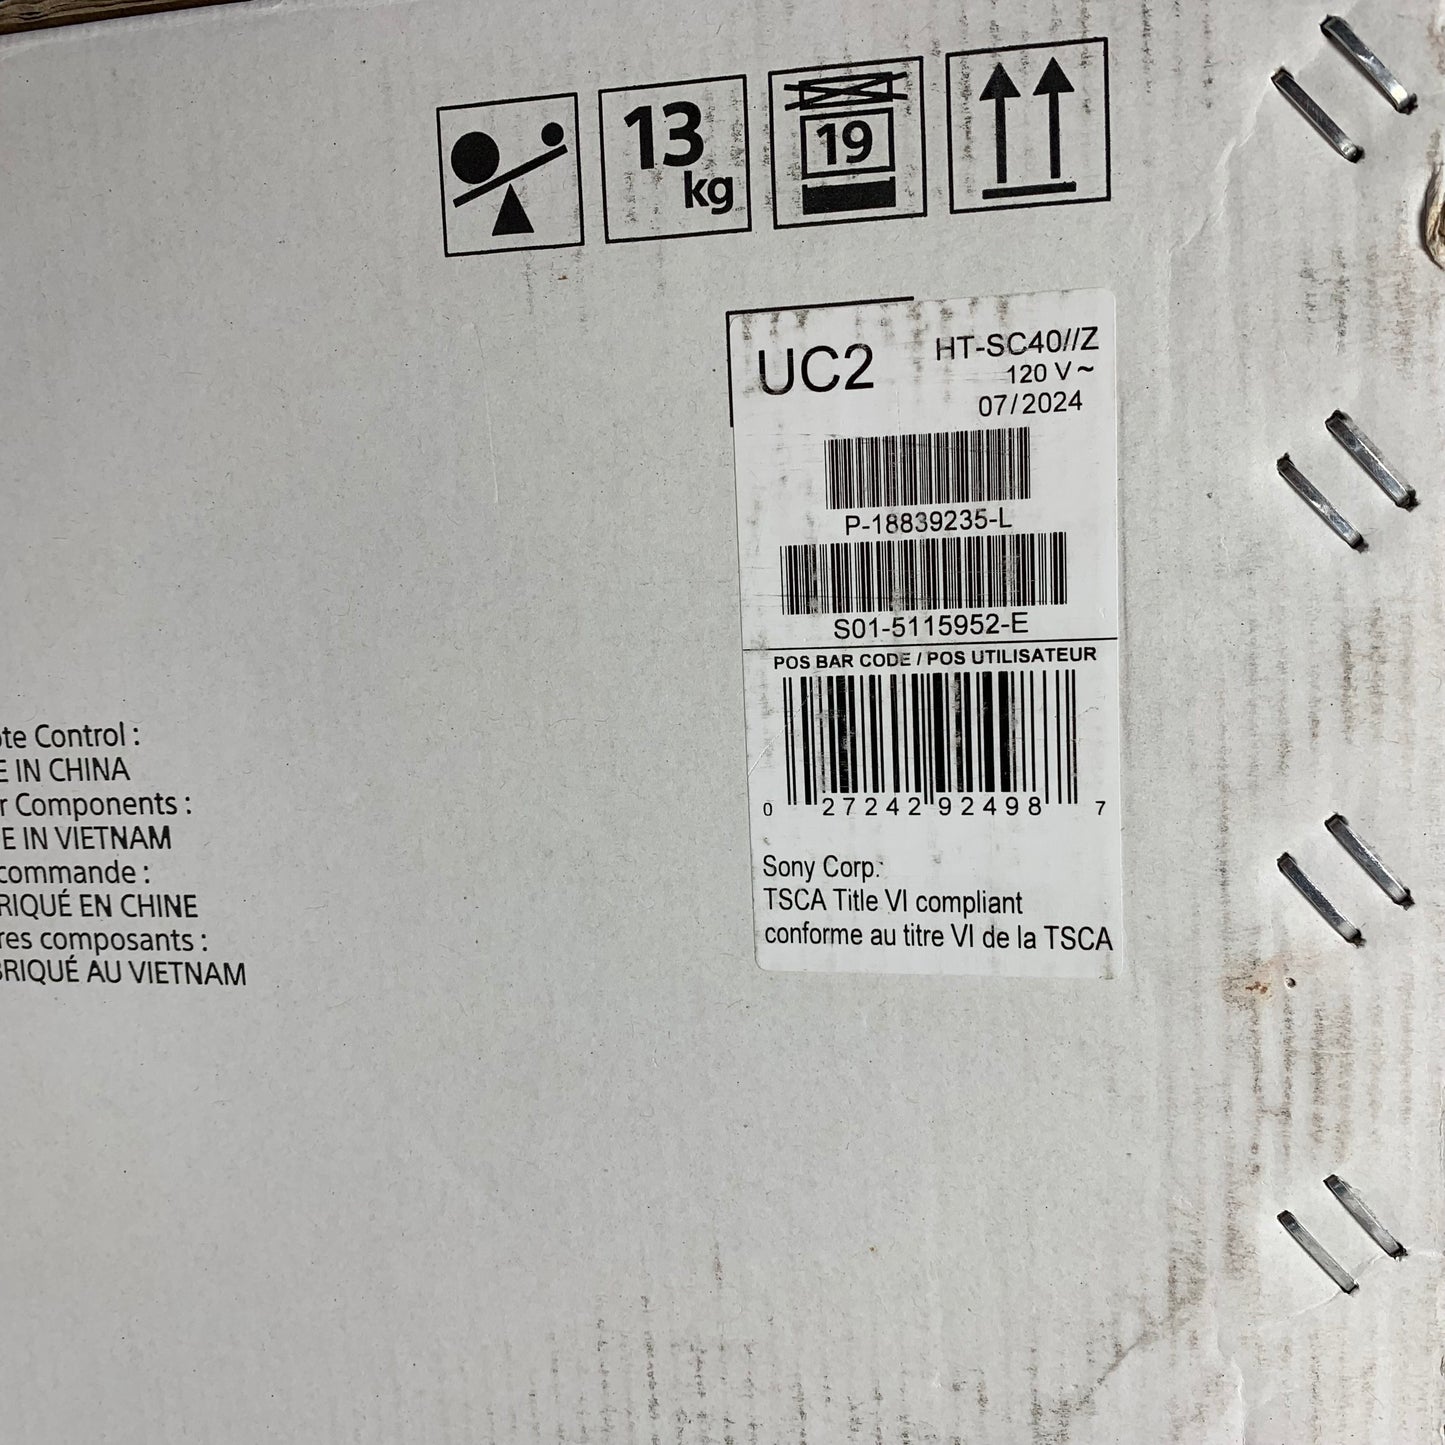 13
kg
19
UC2
HT-SC40//Z
120 V~
07/2024
P-18839235-L
S01-5115952-E
POS BAR CODE / POS UTILISATEUR
0 27242 92498 7
Sony Corp.
TSCA Title VI compliant
conforme au titre VI de la TSCA
ote Control :
E IN CHINA
r Components :
E IN VIETNAM
commande :
RIQUÉ EN CHINE
res composants :
BRIQUÉ AU VIETNAM